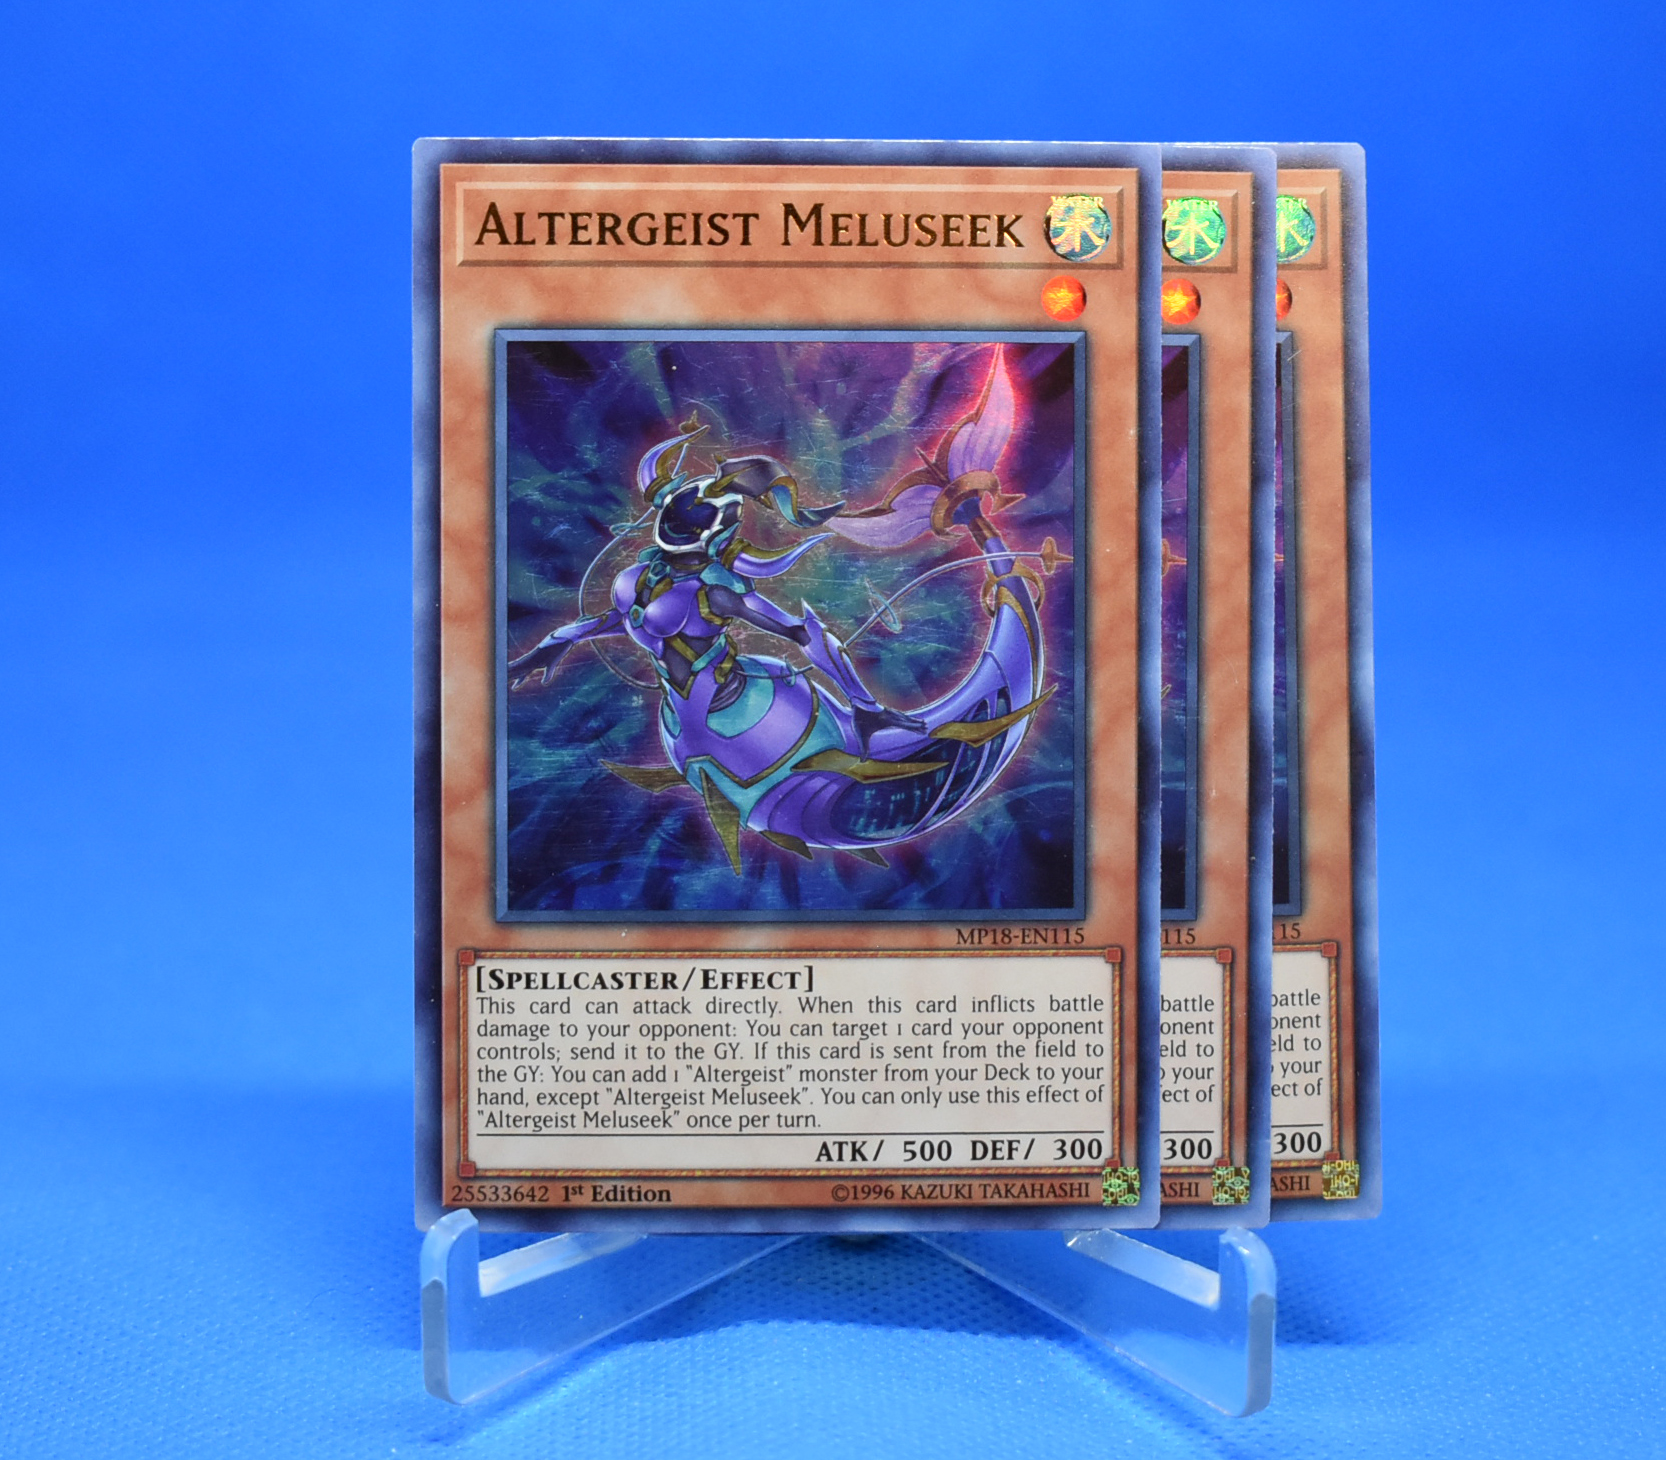 ALTERGEIST MELUSEEK
WATER
水
WATER
水
水
MP18-EN115
115
115
[SPELLCASTER/EFFECT]
This card can attack directly. When this card inflicts battle
damage to your opponent: You can target 1 card your opponent
controls; send it to the GY. If this card is sent from the field to
the GY: You can add 1 "Altergeist" monster from your Deck to your
hand, except "Altergeist Meluseek". You can only use this effect of
"Altergeist Meluseek" once per turn.
ATK/ 500 DEF/ 300
25533642 1st Edition
©1996 KAZUKI TAKAHASHI
battle
onent
eld to
your
ect of
300
ASHI
battle
onent
eld to
your
ect of
300
ASHI